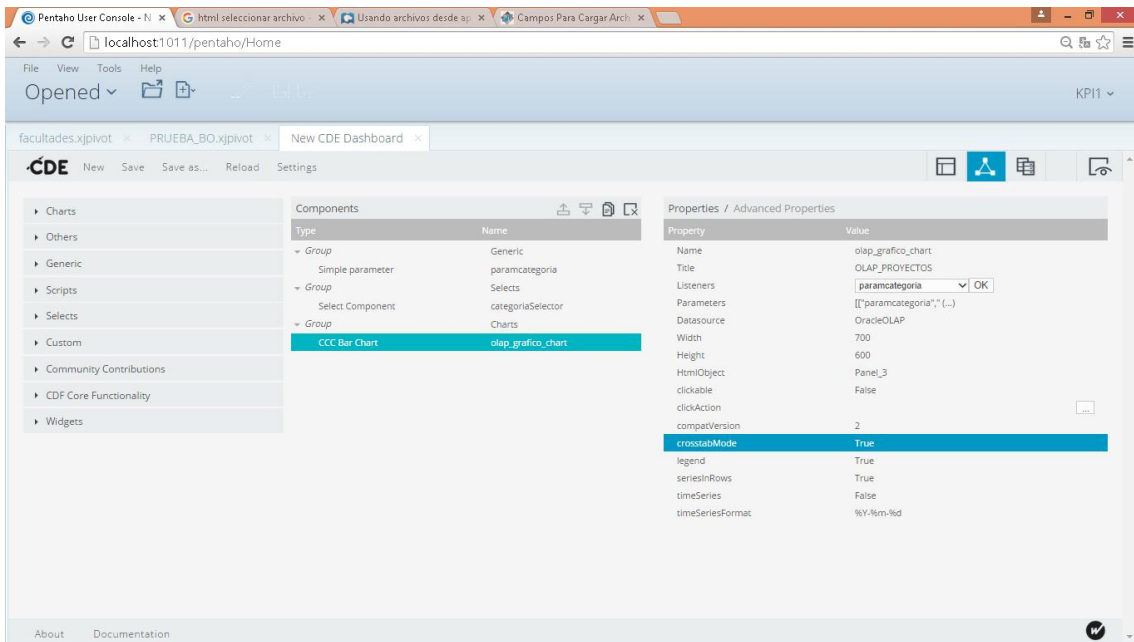 Pentaho User Console - N
html seleccionar archivo -
Usando archivos desde ap
Campos Para Cargar Arch
localhost:1011/pentaho/Home
File View Tools Help
Opened
KPI1
facultades.xjpivot
PRUEBA_BO.xjpivot
New CDE Dashboard
CDE New Save Save as... Reload Settings
Charts
Others
Generic
Scripts
Selects
Custom
Community Contributions
CDF Core Functionality
Widgets
Components
Type Name
Group Generic
Simple parameter paramcategoria
Group Selects
Select Component categoriaSelector
Group Charts
CCC Bar Chart olap_grafico_chart
Properties / Advanced Properties
Property Value
Name olap_grafico_chart
Title OLAP_PROYECTOS
Listeners paramcategoria OK
Parameters [["paramcategoria"," (...)
Datasource OracleOLAP
Width 700
Height 600
HtmlObject Panel_3
clickable False
clickAction ...
compatVersion 2
crosstabMode True
legend True
seriesInRows True
timeSeries False
timeSeriesFormat %Y-%m-%d
About Documentation